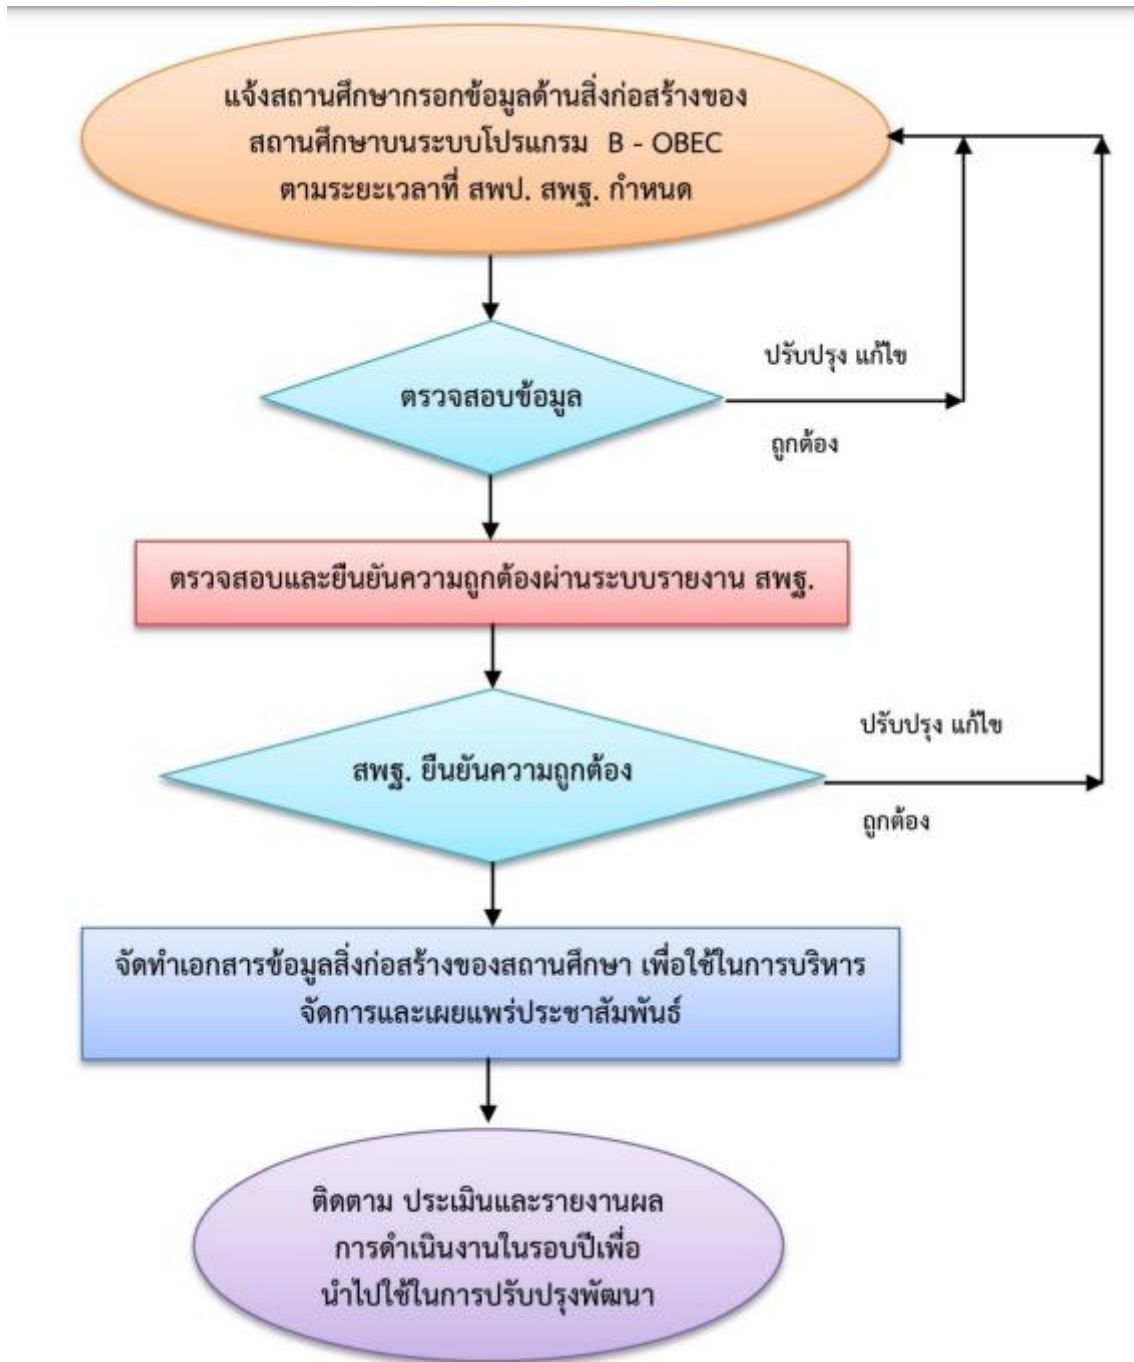 แจ้งสถานศึกษากรอกข้อมูลด้านสิ่งก่อสร้างของ
สถานศึกษาบนระบบโปรแกรม B - OBEC
ตามระยะเวลาที่ สพป. สพฐ. กำหนด
ปรับปรุง แก้ไข
ตรวจสอบข้อมูล
ถูกต้อง
ตรวจสอบและยืนยันความถูกต้องผ่านระบบรายงาน สพฐ.
ปรับปรุง แก้ไข
สพฐ. ยืนยันความถูกต้อง
ถูกต้อง
จัดทำเอกสารข้อมูลสิ่งก่อสร้างของสถานศึกษา เพื่อใช้ในการบริหาร
จัดการและเผยแพร่ประชาสัมพันธ์
ติดตาม ประเมินและรายงานผล
การดำเนินงานในรอบปีเพื่อ
นำไปใช้ในการปรับปรุงพัฒนา